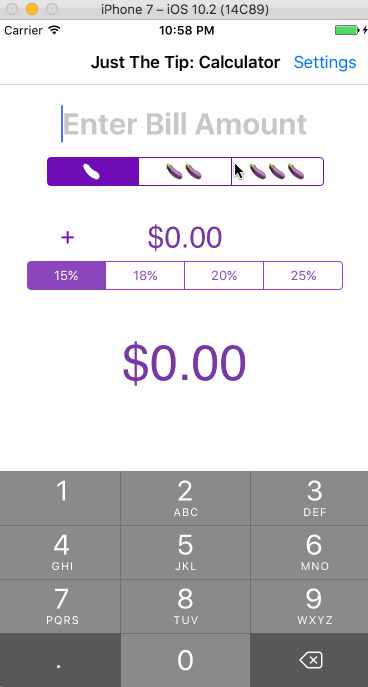 iPhone 7 – iOS 10.2 (14C89)
Carrier 10:58 PM
Just The Tip: Calculator Settings
Enter Bill Amount
+ $0.00
15% 18% 20% 25%
$0.00
1 2 3
ABC DEF
4 5 6
GHI JKL MNO
7 8 9
PQRS TUV WXYZ
. 0